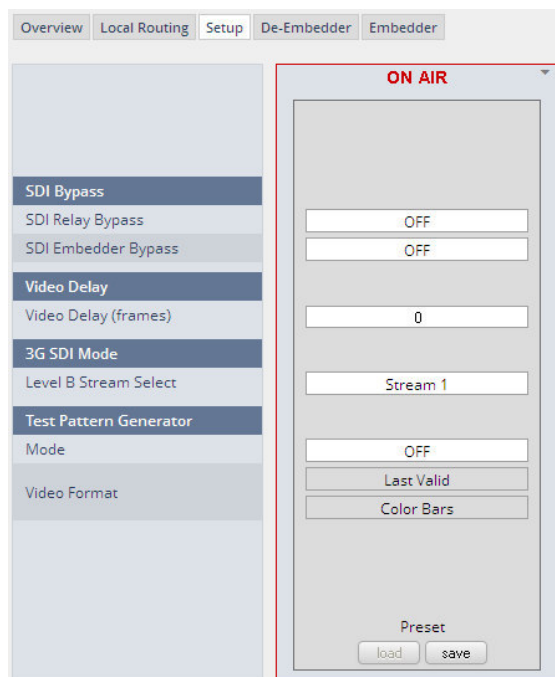 Overview Local Routing Setup De-Embedder Embedder
ON AIR
SDI Bypass
SDI Relay Bypass OFF
SDI Embedder Bypass OFF
Video Delay
Video Delay (frames) 0
3G SDI Mode
Level B Stream Select Stream 1
Test Pattern Generator
Mode OFF
Last Valid
Video Format
Color Bars
Preset
load save